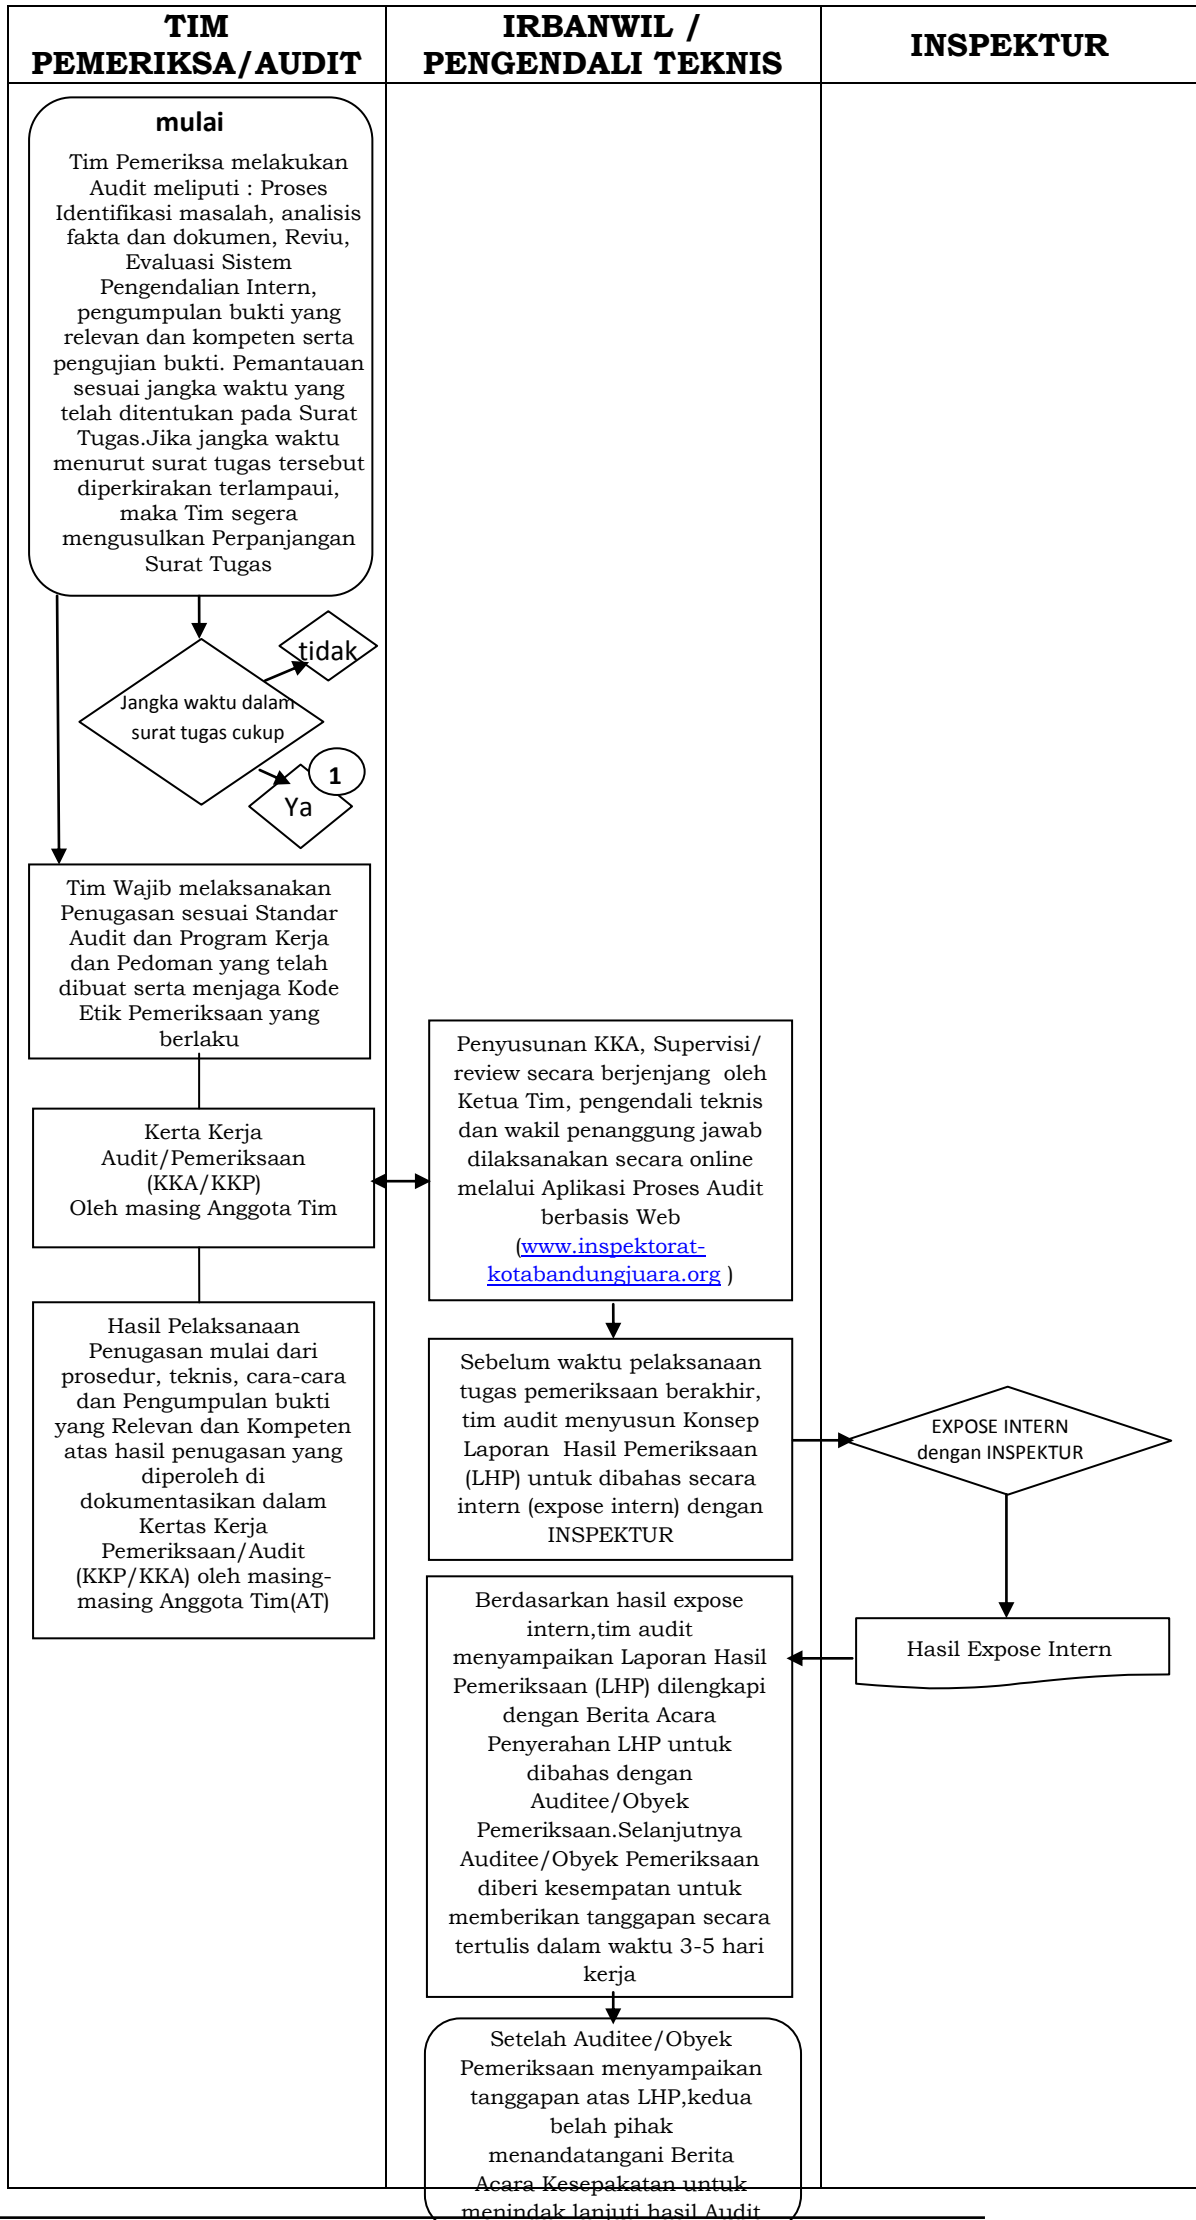 TIM
PEMERIKSA/AUDIT
IRBANWIL /
PENGENDALI TEKNIS
INSPEKTUR
mulai
Tim Pemeriksa melakukan
Audit meliputi : Proses
Identifikasi masalah, analisis
fakta dan dokumen, Reviu,
Evaluasi Sistem
Pengendalian Intern,
pengumpulan bukti yang
relevan dan kompeten serta
pengujian bukti. Pemantauan
sesuai jangka waktu yang
telah ditentukan pada Surat
Tugas.Jika jangka waktu
menurut surat tugas tersebut
diperkirakan terlampaui,
maka Tim segera
mengusulkan Perpanjangan
Surat Tugas
tidak
Jangka waktu dalam
surat tugas cukup
1
Ya
Tim Wajib melaksanakan
Penugasan sesuai Standar
Audit dan Program Kerja
dan Pedoman yang telah
dibuat serta menjaga Kode
Etik Pemeriksaan yang
berlaku
Kerta Kerja
Audit/Pemeriksaan
(KKA/KKP)
Oleh masing Anggota Tim
Hasil Pelaksanaan
Penugasan mulai dari
prosedur, teknis, cara-cara
dan Pengumpulan bukti
yang Relevan dan Kompeten
atas hasil penugasan yang
diperoleh di
dokumentasikan dalam
Kertas Kerja
Pemeriksaan/Audit
(KKP/KKA) oleh masing-
masing Anggota Tim(AT)
Penyusunan KKA, Supervisi/
review secara berjenjang  oleh
Ketua Tim, pengendali teknis
dan wakil penanggung jawab
dilaksanakan secara online
melalui Aplikasi Proses Audit
berbasis Web
(www.inspektorat-
kotabandungjuara.org )
Sebelum waktu pelaksanaan
tugas pemeriksaan berakhir,
tim audit menyusun Konsep
Laporan  Hasil Pemeriksaan
(LHP) untuk dibahas secara
intern (expose intern) dengan
INSPEKTUR
EXPOSE INTERN
dengan INSPEKTUR
Hasil Expose Intern
Berdasarkan hasil expose
intern,tim audit
menyampaikan Laporan Hasil
Pemeriksaan (LHP) dilengkapi
dengan Berita Acara
Penyerahan LHP untuk
dibahas dengan
Auditee/Obyek
Pemeriksaan.Selanjutnya
Auditee/Obyek Pemeriksaan
diberi kesempatan untuk
memberikan tanggapan secara
tertulis dalam waktu 3-5 hari
kerja
Setelah Auditee/Obyek
Pemeriksaan menyampaikan
tanggapan atas LHP,kedua
belah pihak
menandatangani Berita
Acara Kesepakatan untuk
menindak lanjuti hasil Audit